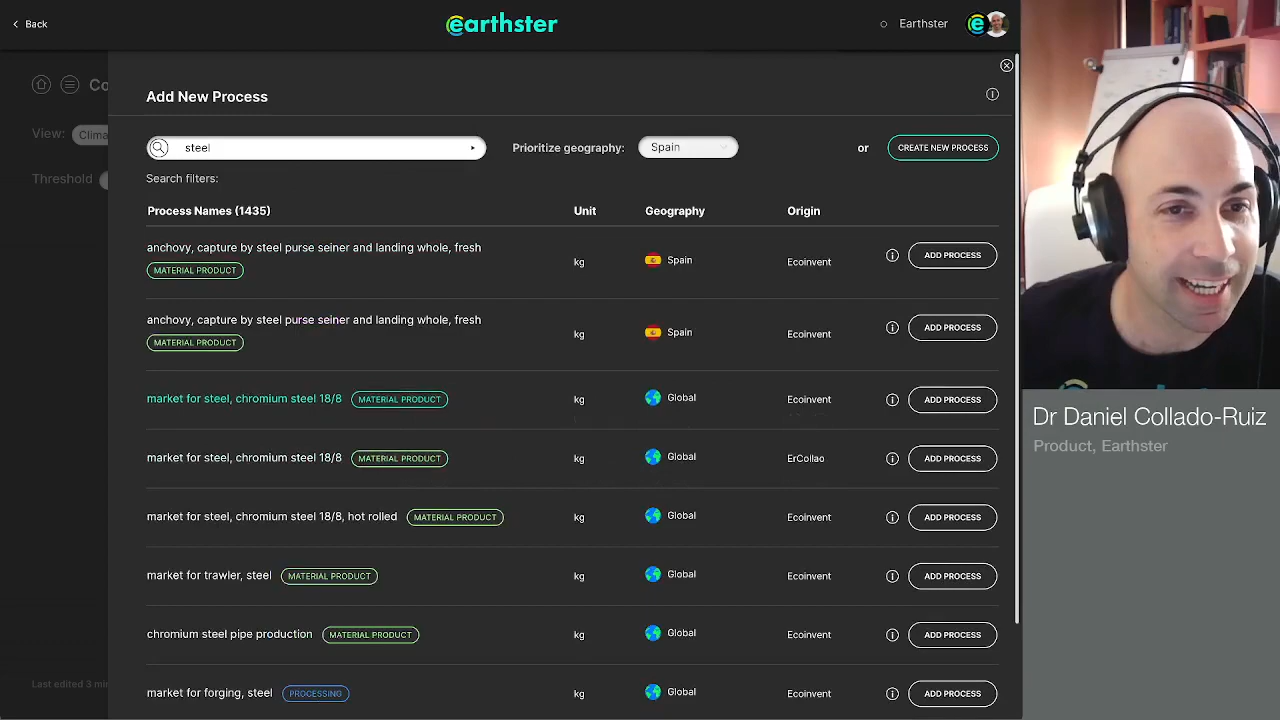 Back
earthster
Earthster
Co
View: Clima
Threshold
Last edited 3 min
Add New Process
steel
Prioritize geography: Spain
or
CREATE NEW PROCESS
Search filters:
Process Names (1435) Unit Geography Origin
anchovy, capture by steel purse seiner and landing whole, fresh
MATERIAL PRODUCT kg Spain Ecoinvent ADD PROCESS
anchovy, capture by steel purse seiner and landing whole, fresh
MATERIAL PRODUCT kg Spain Ecoinvent ADD PROCESS
market for steel, chromium steel 18/8 MATERIAL PRODUCT kg Global Ecoinvent ADD PROCESS
market for steel, chromium steel 18/8 MATERIAL PRODUCT kg Global ErCollao ADD PROCESS
market for steel, chromium steel 18/8, hot rolled MATERIAL PRODUCT kg Global Ecoinvent ADD PROCESS
market for trawler, steel MATERIAL PRODUCT kg Global Ecoinvent ADD PROCESS
chromium steel pipe production MATERIAL PRODUCT kg Global Ecoinvent ADD PROCESS
market for forging, steel PROCESSING kg Global Ecoinvent ADD PROCESS
Dr Daniel Collado-Ruiz
Product, Earthster